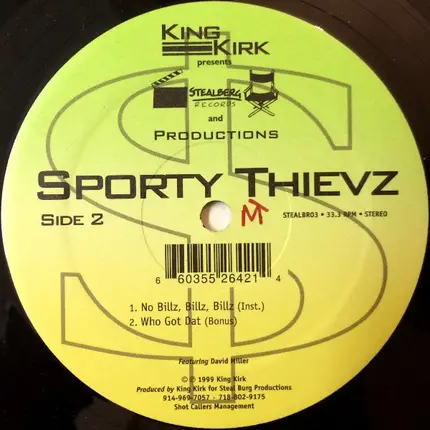 KING KIRK
presents
STEALBERG
RECORDS
and
PRODUCTIONS
SPORTY THIEVZ
SIDE 2
M
STEALBR03 • 33.3 RPM • STEREO
6 60355 26421 4
1. No Billz, Billz, Billz (Inst.)
2. Who Got Dat (Bonus)
Featuring David Miller
© ℗ 1999 King Kirk
Produced by King Kirk for Steal Burg Productions
914-969-7057 • 718-802-9175
Shot Callers Management